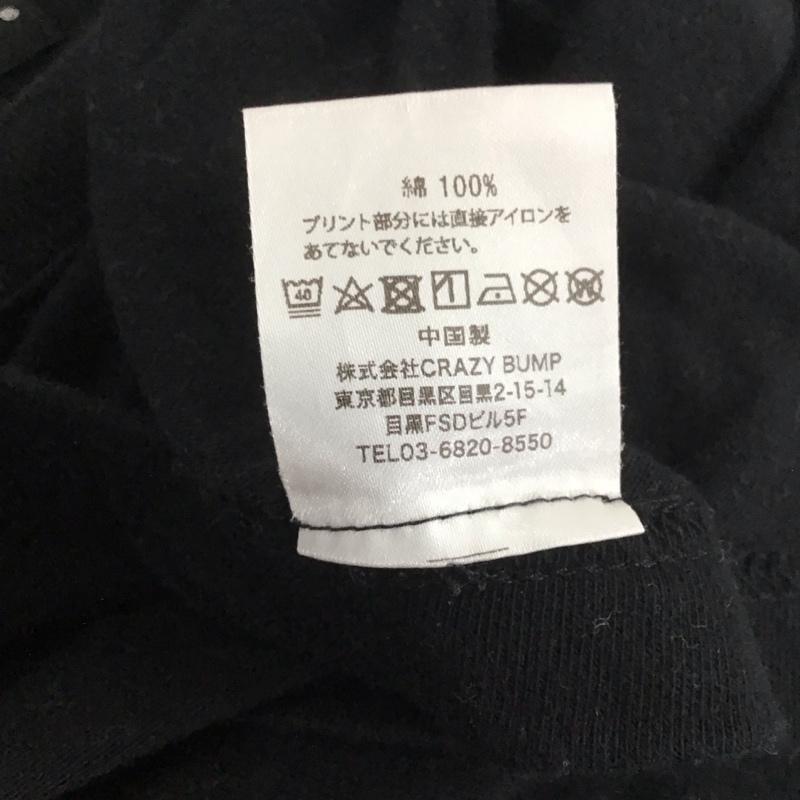 綿 100%
プリント部分には直接アイロンを
あてないでください。
40
W
中国製
株式会社CRAZY BUMP
東京都目黒区目黒2-15-14
目黒FSDビル5F
TEL03-6820-8550